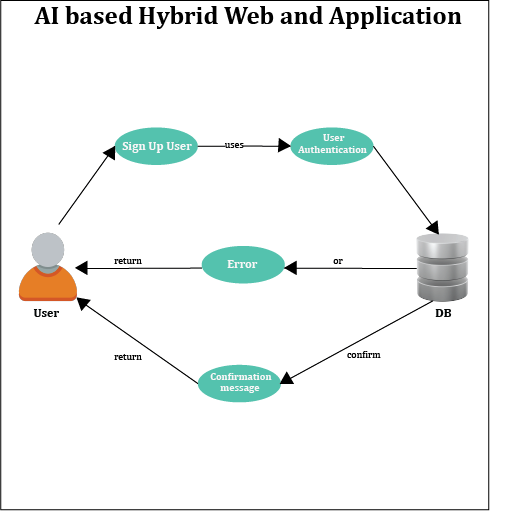 AI based Hybrid Web and Application
Sign Up User
uses
User
Authentication
return
Error
or
User
DB
return
confirm
Confirmation
message